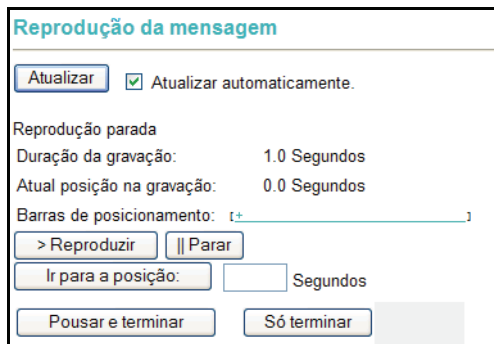 Reprodução da mensagem
Atualizar Atualizar automaticamente.
Reprodução parada
Duração da gravação: 1.0 Segundos
Atual posição na gravação: 0.0 Segundos
Barras de posicionamento: [+ ]
> Reproduzir || Parar
Ir para a posição: Segundos
Pousar e terminar Só terminar